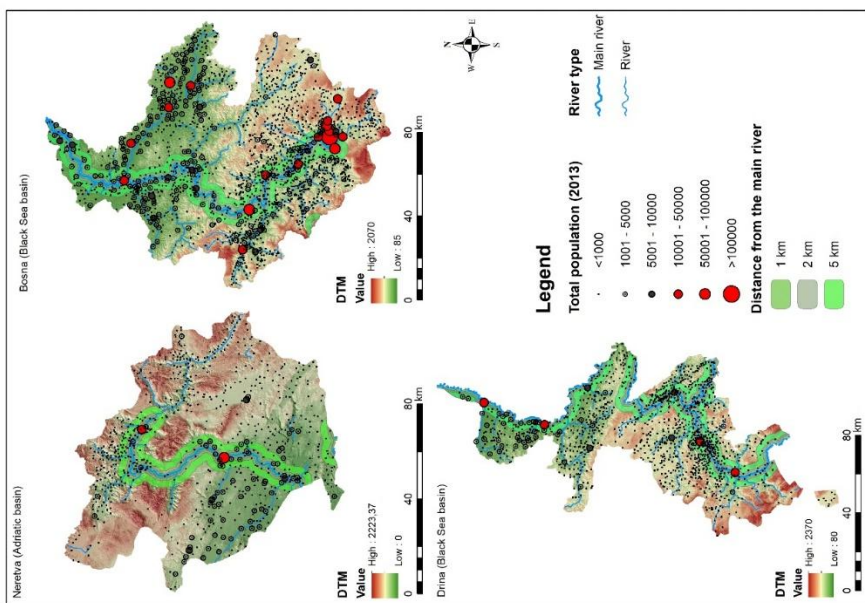 Neretva (Adriatic basin)
DTM
Value
High : 2223,37
Low : 0
0
40
80
km
Bosna (Black Sea basin)
DTM
Value
High : 2070
Low : 85
0
40
80
km
Drina (Black Sea basin)
DTM
Value
High : 2370
Low : 80
0
40
80
km
N
E
S
W
Legend
Total population (2013)
<1000
1001 - 5000
5001 - 10000
10001 - 50000
50001 - 100000
>100000
Distance from the main river
1 km
2 km
5 km
River type
Main river
River